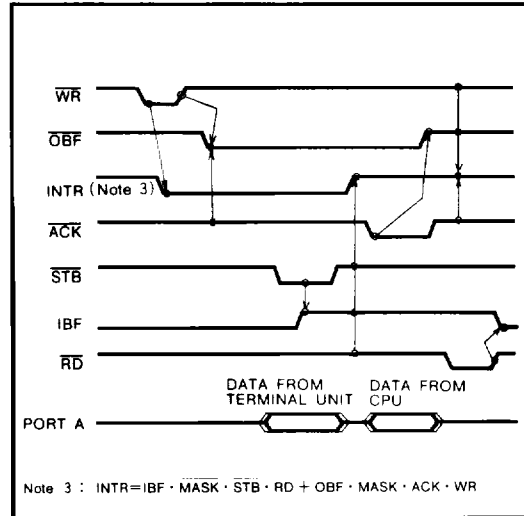 WR
OBF
INTR (Note 3)
ACK
STB
IBF
RD
DATA FROM
TERMINAL UNIT
DATA FROM
CPU
PORT A
Note 3 : INTR=IBF · MASK · STB · RD + OBF · MASK · ACK · WR